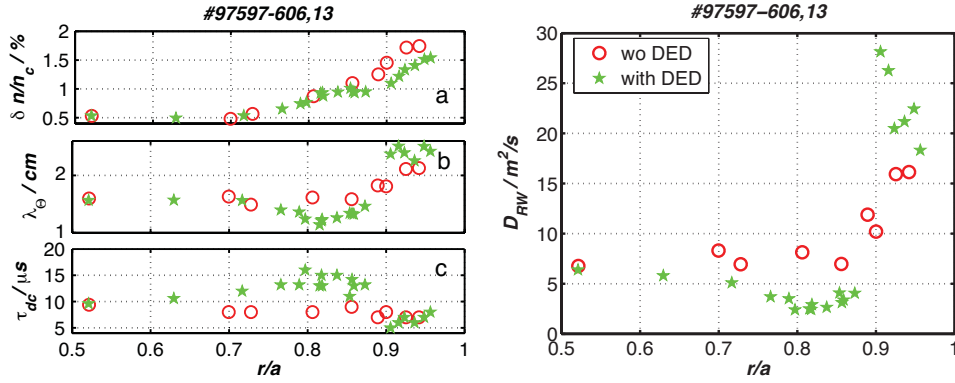 #97597-606,13
δ n/n_c / %
2
1.5
1
0.5
a
λ_Θ / cm
2
1
b
τ_dc / μs
20
15
10
5
c
0.5 0.6 0.7 0.8 0.9 1
r/a
#97597−606,13
wo DED
with DED
D_RW / m²/s
30
25
20
15
10
5
0
0.5 0.6 0.7 0.8 0.9 1
r/a